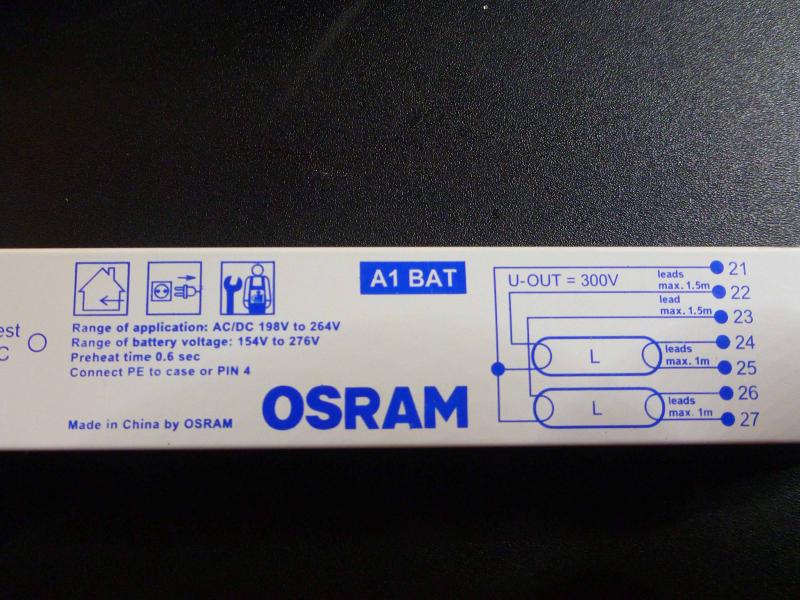 est
C
Range of application: AC/DC 198V to 264V
Range of battery voltage: 154V to 276V
Preheat time 0.6 sec
Connect PE to case or PIN 4
Made in China by OSRAM
OSRAM
A1 BAT
U-OUT = 300V
leads
max. 1.5m
21
22
lead
max. 1.5m
23
L
24
leads
max. 1m
25
L
26
leads
max. 1m
27